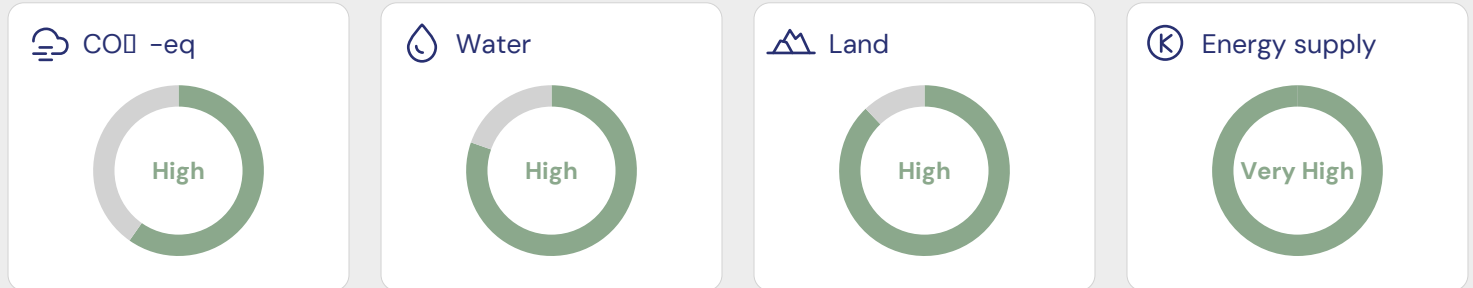 CO▯ -eq
High
Water
High
Land
High
Energy supply
Very High